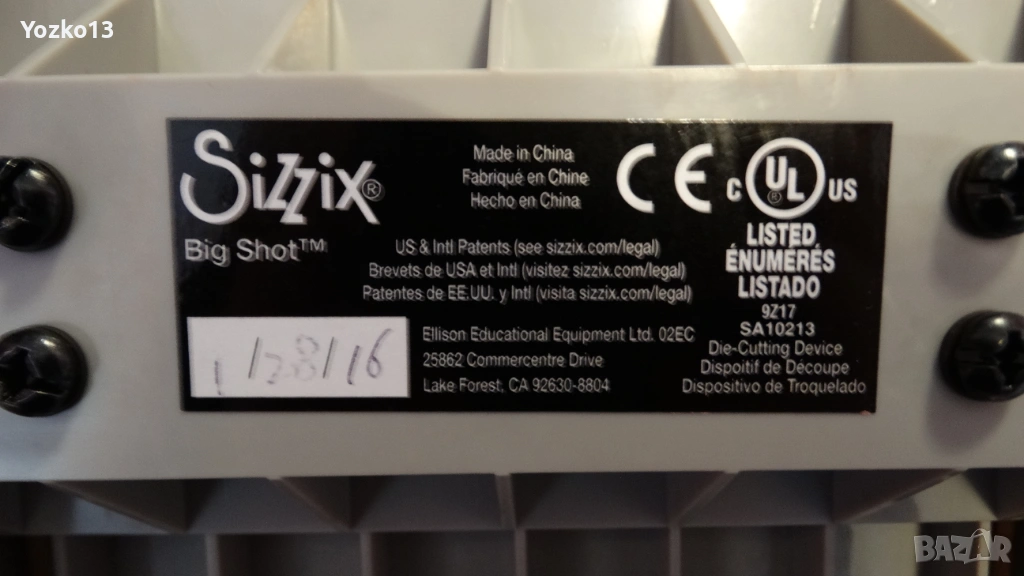 Yozko13
Sizzix®
Big Shot™
Made in China
Fabriqué en Chine
Hecho en China
US & Intl Patents (see sizzix.com/legal)
Brevets de USA et Intl (visitez sizzix.com/legal)
Patentes de EE.UU. y Intl (visita sizzix.com/legal)
1/28/16
Ellison Educational Equipment Ltd. 02EC
25862 Commercentre Drive
Lake Forest, CA 92630-8804
CE
C UL® US
LISTED
ÉNUMERÉS
LISTADO
9Z17
SA10213
Die-Cutting Device
Dispositif de Découpe
Dispositivo de Troquelado
BAZAR